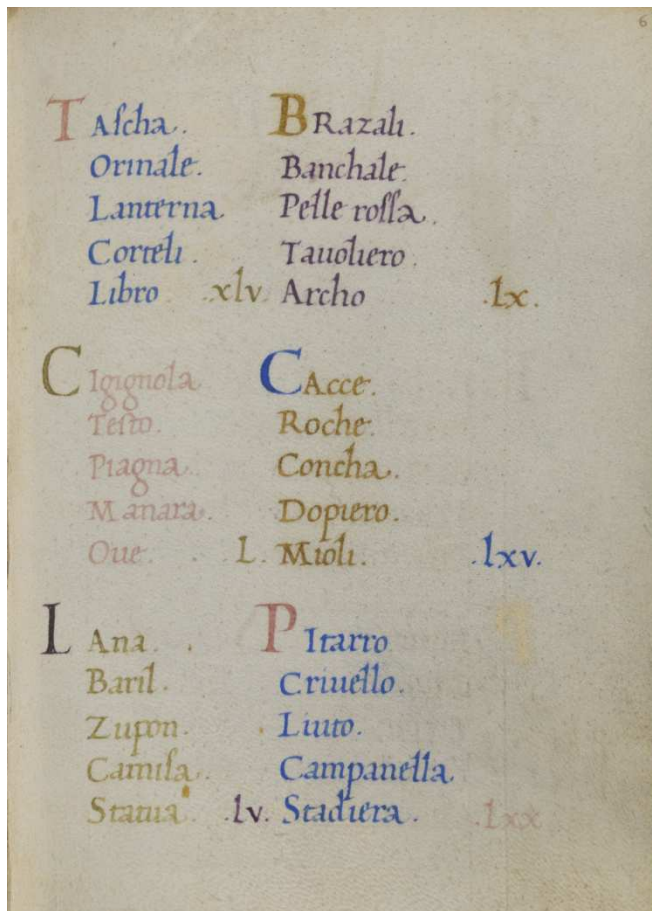 6
TAſcha.
Orinale.
Lanterna.
Corteli.
Libro .xlv.
CIgignola
Teſto.
Piagna.
Manara.
Oue. .L.
LAna.
Baril.
Zupon.
Camiſa.
Statua. .lv.
BRazali.
Banchale.
Pelle roſſa.
Tauoliero.
Archo .lx.
CAcce.
Roche.
Concha.
Dopiero.
Mioli. .lxv.
PItarro
Criuello.
Liuto.
Campanella.
Stadiera. .lxx